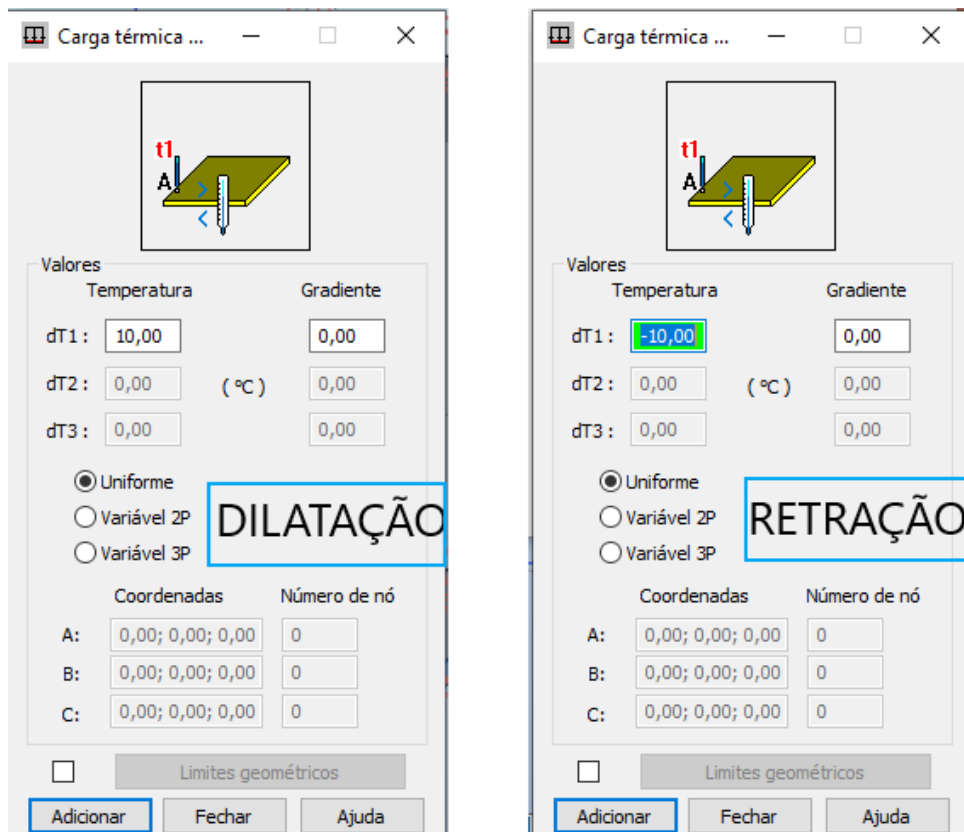 Carga térmica ...
t1
A
Valores
Temperatura Gradiente
dT1 : 10,00 0,00
dT2 : 0,00 ( ºC ) 0,00
dT3 : 0,00 0,00
Uniforme
Variável 2P
Variável 3P
DILATAÇÃO
Coordenadas Número de nó
A: 0,00; 0,00; 0,00 0
B: 0,00; 0,00; 0,00 0
C: 0,00; 0,00; 0,00 0
Limites geométricos
Adicionar Fechar Ajuda
Carga térmica ...
t1
A
Valores
Temperatura Gradiente
dT1 : -10,00 0,00
dT2 : 0,00 ( ºC ) 0,00
dT3 : 0,00 0,00
Uniforme
Variável 2P
Variável 3P
RETRAÇÃO
Coordenadas Número de nó
A: 0,00; 0,00; 0,00 0
B: 0,00; 0,00; 0,00 0
C: 0,00; 0,00; 0,00 0
Limites geométricos
Adicionar Fechar Ajuda